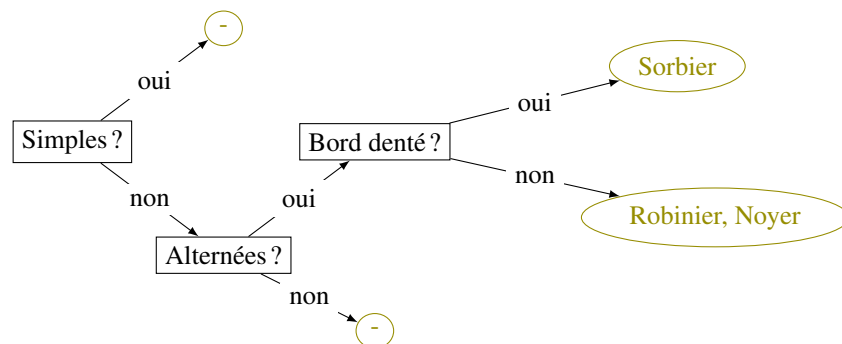 -
oui
Sorbier
oui
Simples ?
Bord denté ?
non
oui
non
Robinier, Noyer
Alternées ?
non
-